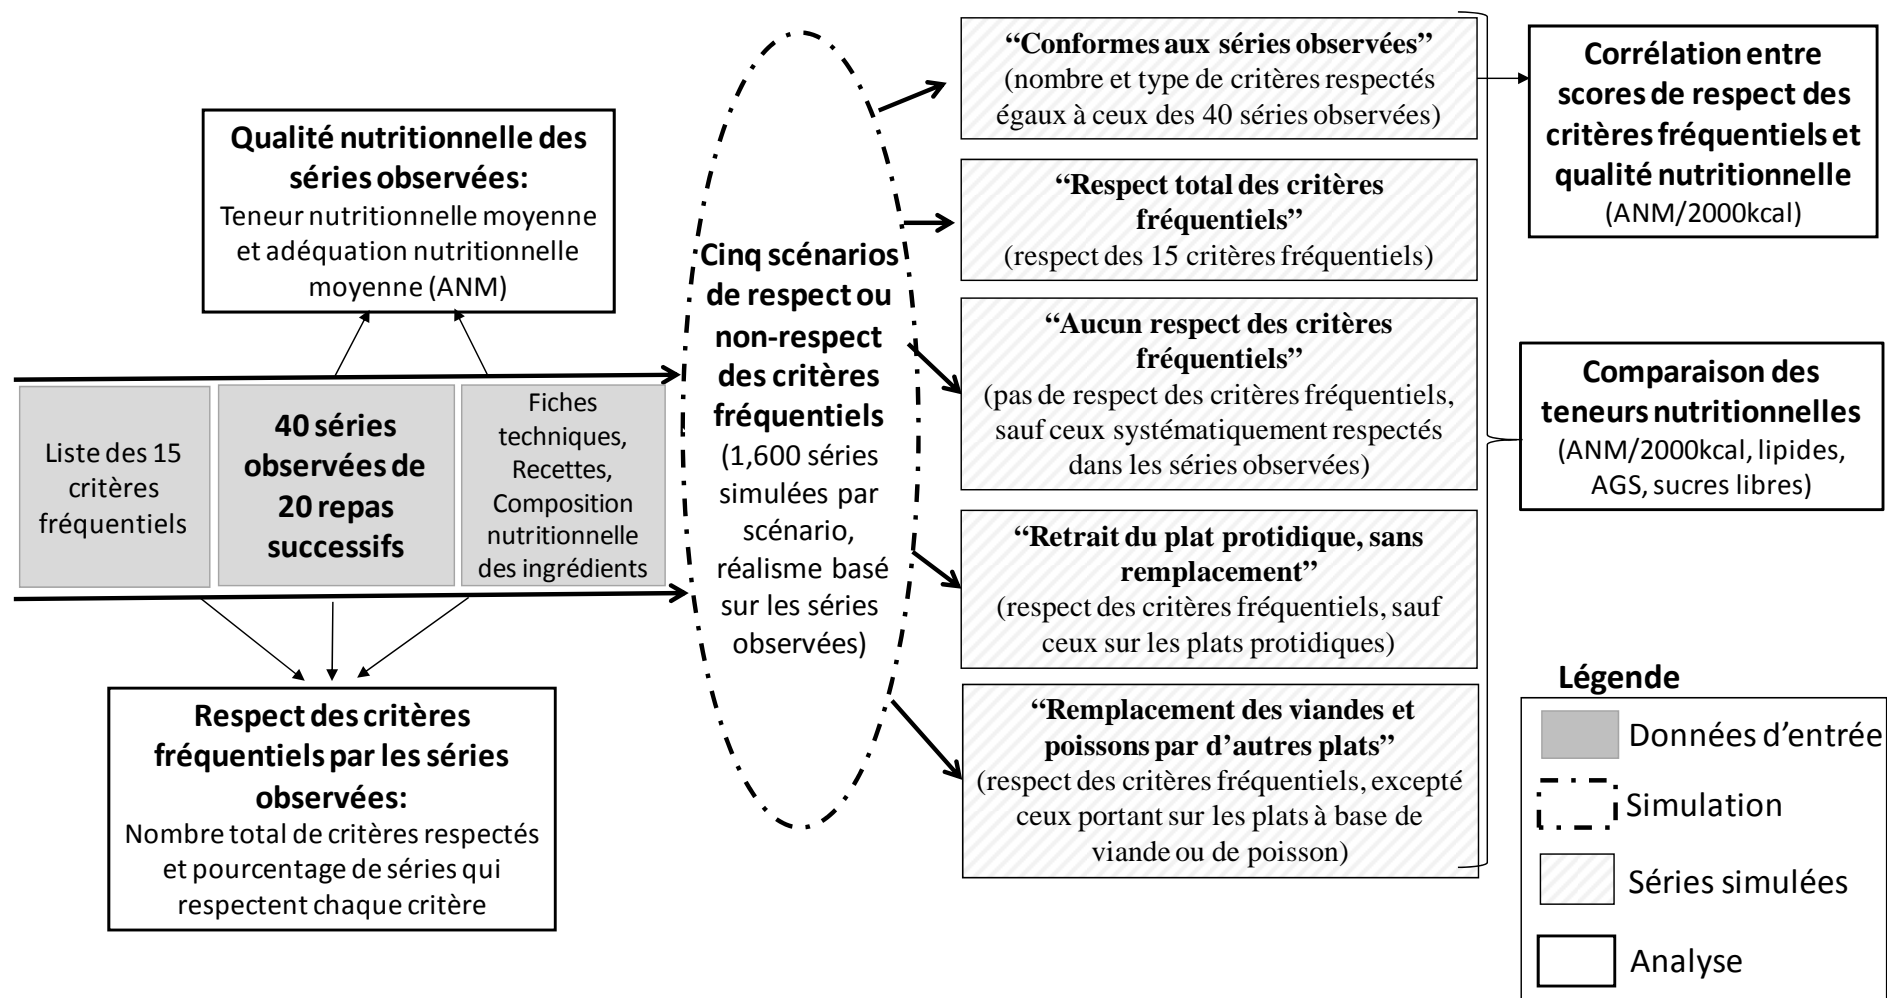 Qualité nutritionnelle des
séries observées:
Teneur nutritionnelle moyenne
et adéquation nutritionnelle
moyenne (ANM)
Liste des 15
critères
fréquentiels
40 séries
observées de
20 repas
successifs
Fiches
techniques,
Recettes,
Composition
nutritionnelle
des ingrédients
Respect des critères
fréquentiels par les séries
observées:
Nombre total de critères respectés
et pourcentage de séries qui
respectent chaque critère
Cinq scénarios
de respect ou
non-respect
des critères
fréquentiels
(1,600 séries
simulées par
scénario,
réalisme basé
sur les séries
observées)
“Conformes aux séries observées”
(nombre et type de critères respectés
égaux à ceux des 40 séries observées)
“Respect total des critères
fréquentiels”
(respect des 15 critères fréquentiels)
“Aucun respect des critères
fréquentiels”
(pas de respect des critères fréquentiels,
sauf ceux systématiquement respectés
dans les séries observées)
“Retrait du plat protidique, sans
remplacement”
(respect des critères fréquentiels, sauf
ceux sur les plats protidiques)
“Remplacement des viandes et
poissons par d’autres plats”
(respect des critères fréquentiels, excepté
ceux portant sur les plats à base de
viande ou de poisson)
Corrélation entre
scores de respect des
critères fréquentiels et
qualité nutritionnelle
(ANM/2000kcal)
Comparaison des
teneurs nutritionnelles
(ANM/2000kcal, lipides,
AGS, sucres libres)
Légende
Données d’entrée
Simulation
Séries simulées
Analyse